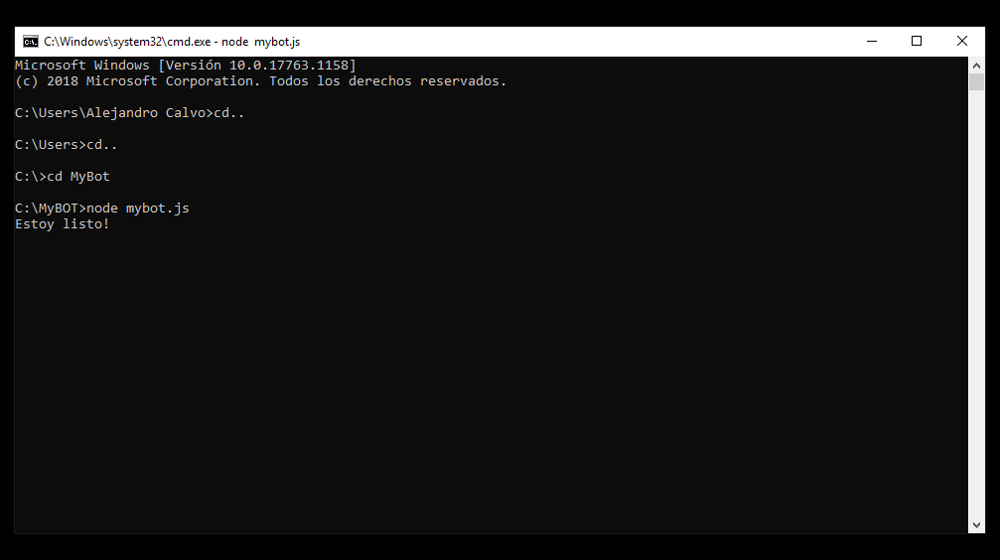 C:\Windows\system32\cmd.exe - node  mybot.js
Microsoft Windows [Versión 10.0.17763.1158]
(c) 2018 Microsoft Corporation. Todos los derechos reservados.
C:\Users\Alejandro Calvo>cd..
C:\Users>cd..
C:\>cd MyBot
C:\MyBOT>node mybot.js
Estoy listo!